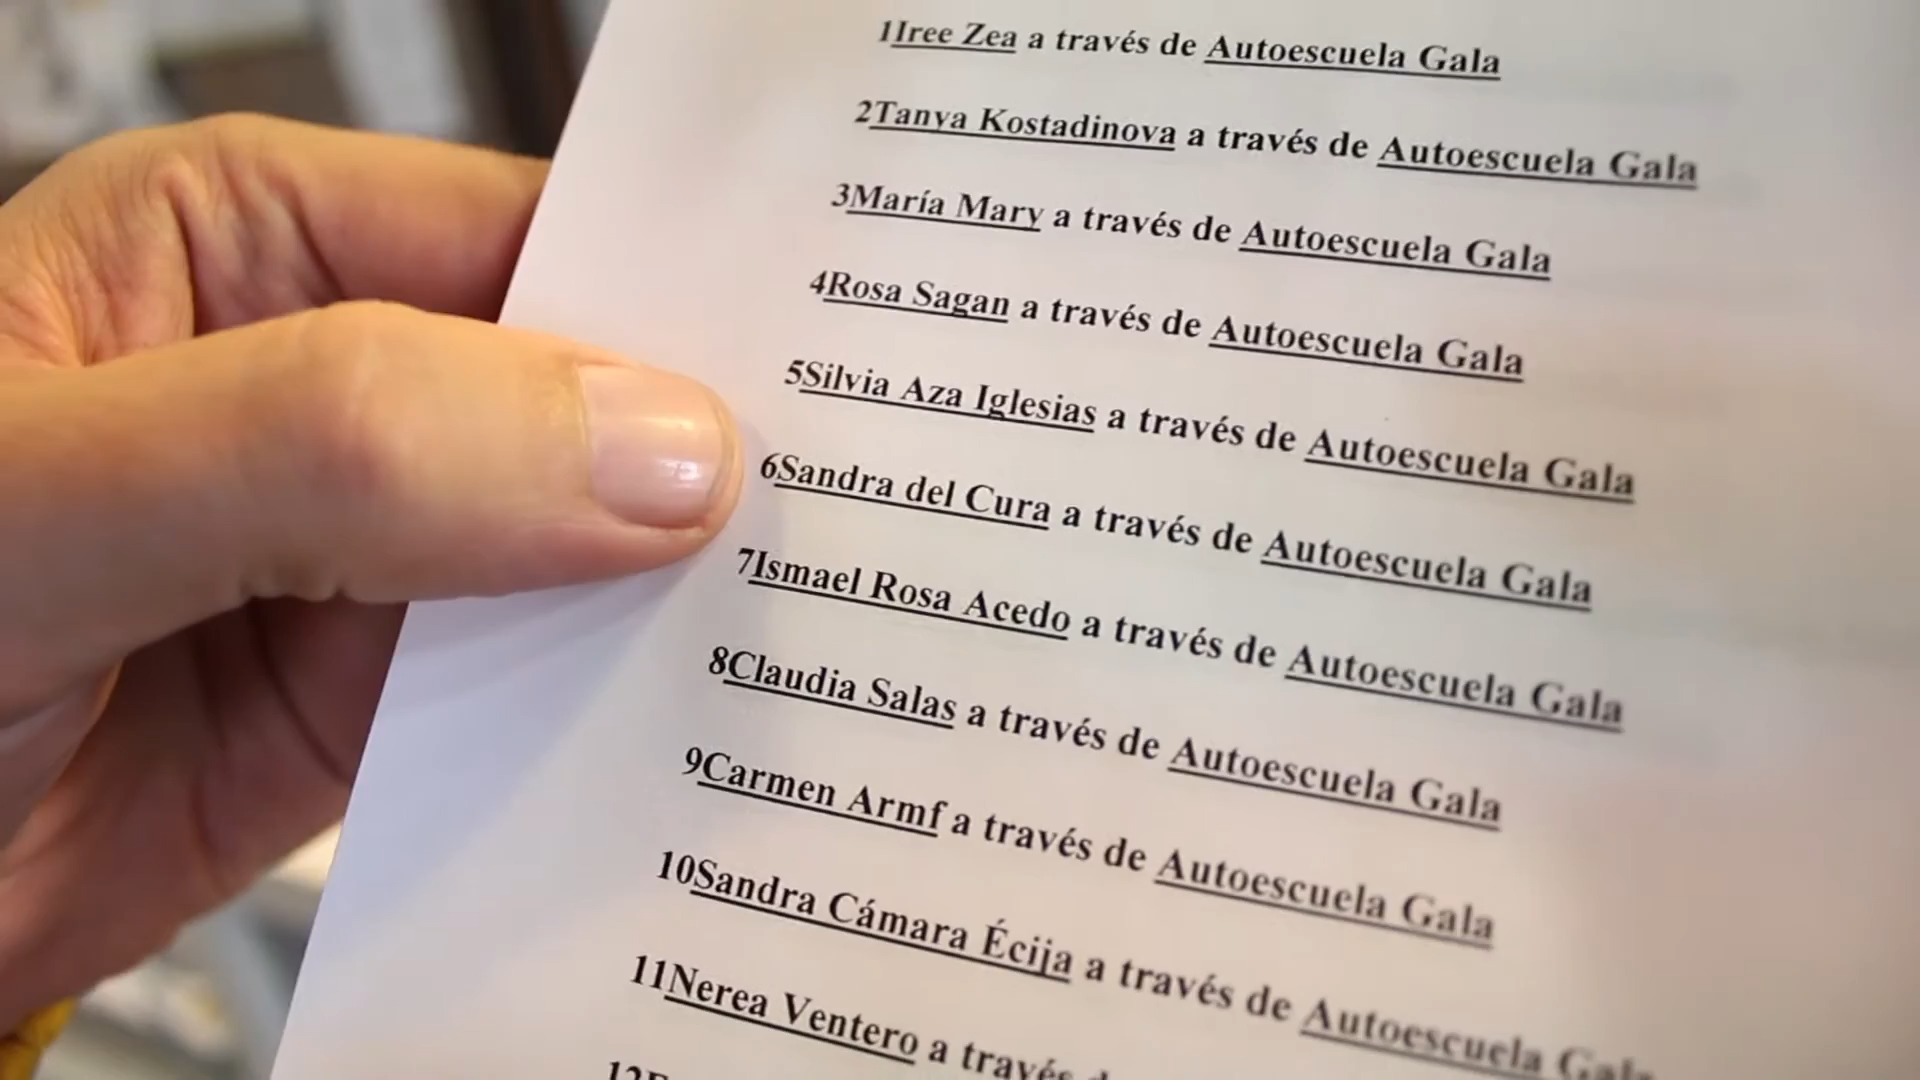 1Iree Zea a través de Autoescuela Gala
2Tanya Kostadinova a través de Autoescuela Gala
3María Mary a través de Autoescuela Gala
4Rosa Sagan a través de Autoescuela Gala
5Silvia Aza Iglesias a través de Autoescuela Gala
6Sandra del Cura a través de Autoescuela Gala
7Ismael Rosa Acedo a través de Autoescuela Gala
8Claudia Salas a través de Autoescuela Gala
9Carmen Armf a través de Autoescuela Gala
10Sandra Cámara Écija a través de Autoescuela Gala
11Nerea Ventero a través